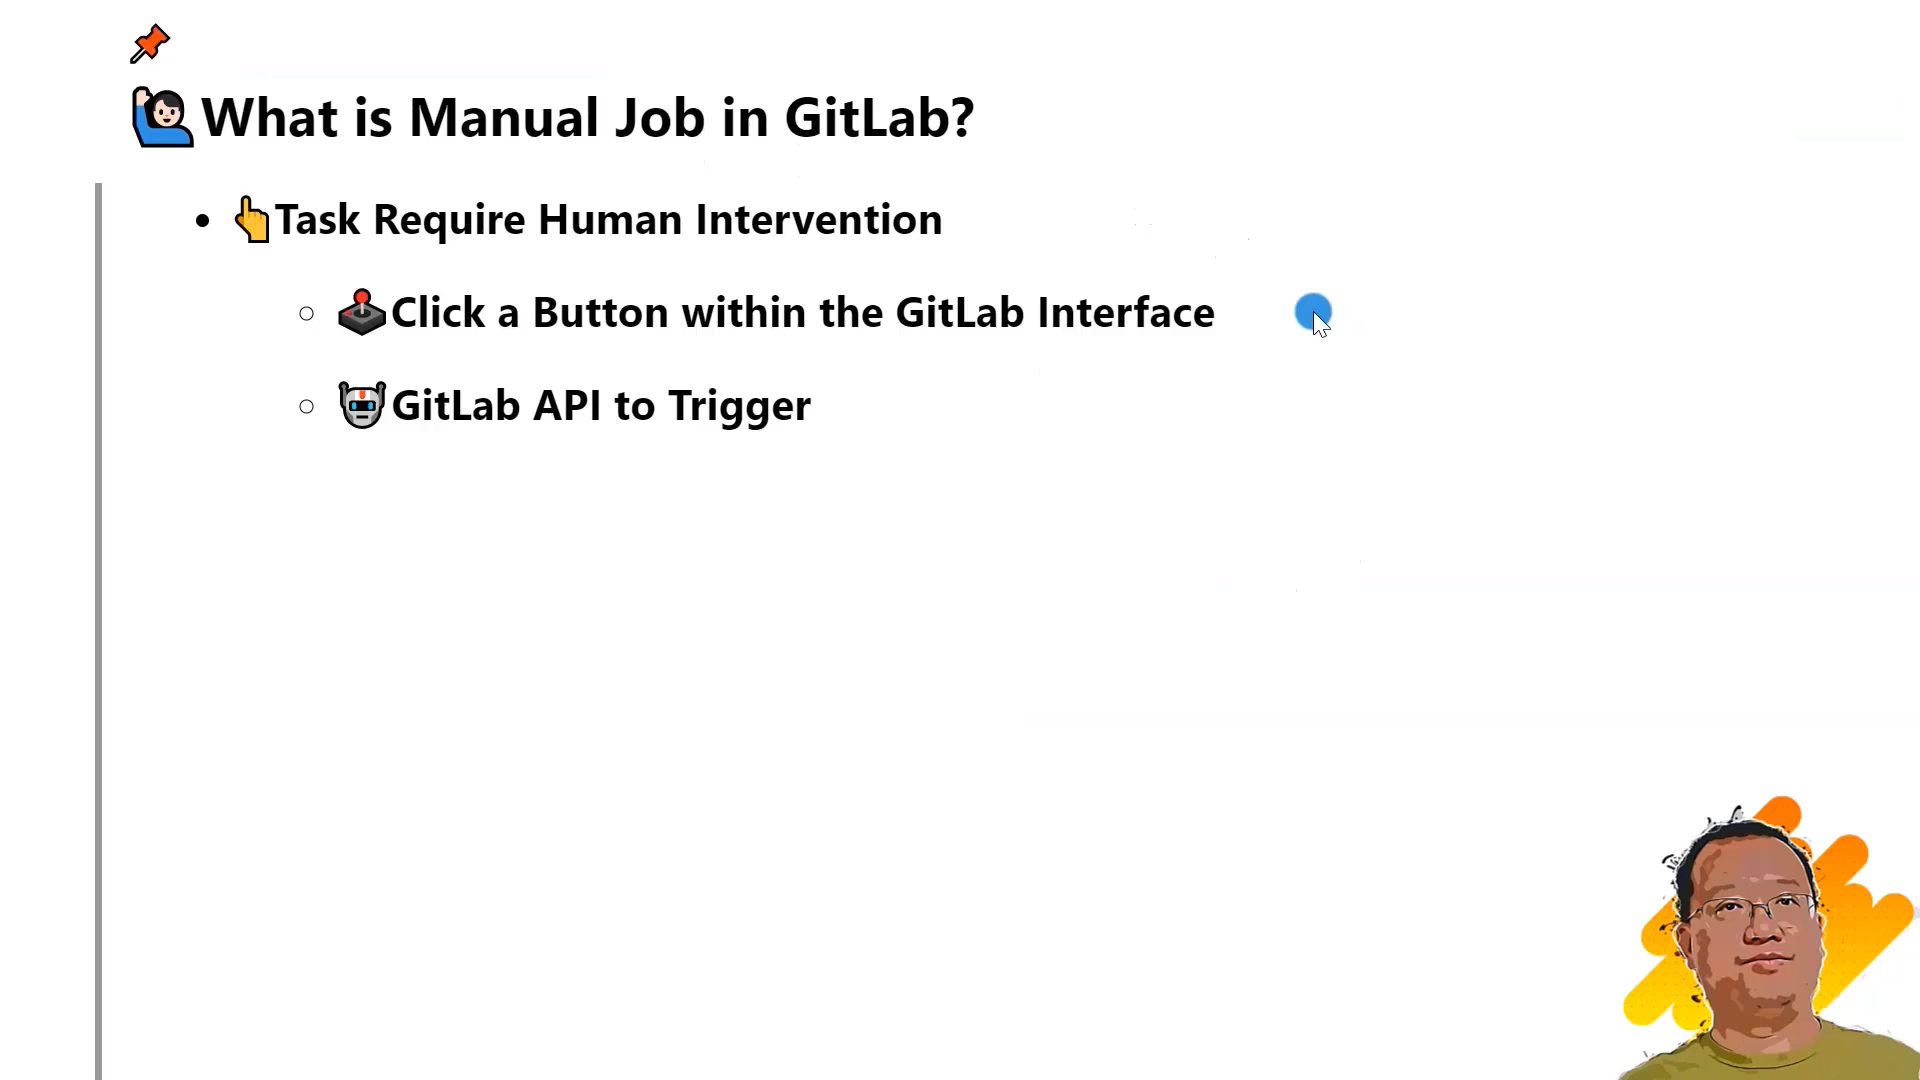 What is Manual Job in GitLab?
Task Require Human Intervention
Click a Button within the GitLab Interface
GitLab API to Trigger